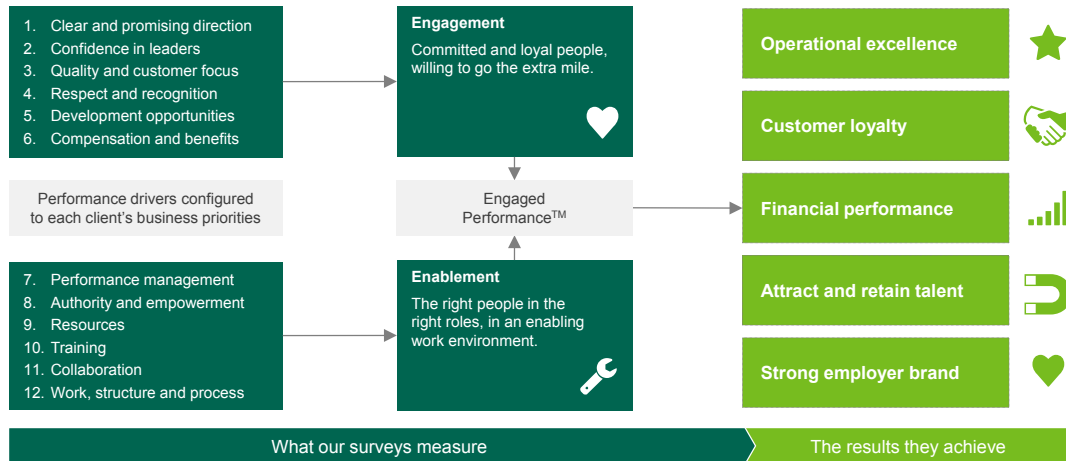 1. Clear and promising direction
2. Confidence in leaders
3. Quality and customer focus
4. Respect and recognition
5. Development opportunities
6. Compensation and benefits
Performance drivers configured
to each client's business priorities
7. Performance management
8. Authority and empowerment
9. Resources
10. Training
11. Collaboration
12. Work, structure and process
Engagement
Committed and loyal people,
willing to go the extra mile.
Engaged
Performance™
Enablement
The right people in the
right roles, in an enabling
work environment.
Operational excellence
Customer loyalty
Financial performance
Attract and retain talent
Strong employer brand
What our surveys measure
The results they achieve